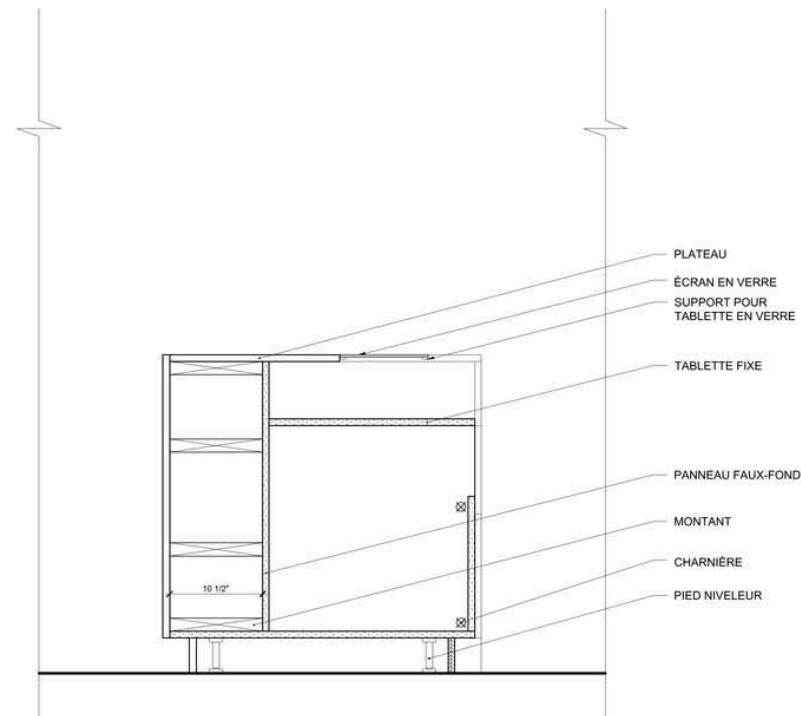 PLATEAU
ÉCRAN EN VERRE
SUPPORT POUR
TABLETTE EN VERRE
TABLETTE FIXE
PANNEAU FAUX-FOND
MONTANT
CHARNIÈRE
10 1/2"
PIED NIVELEUR